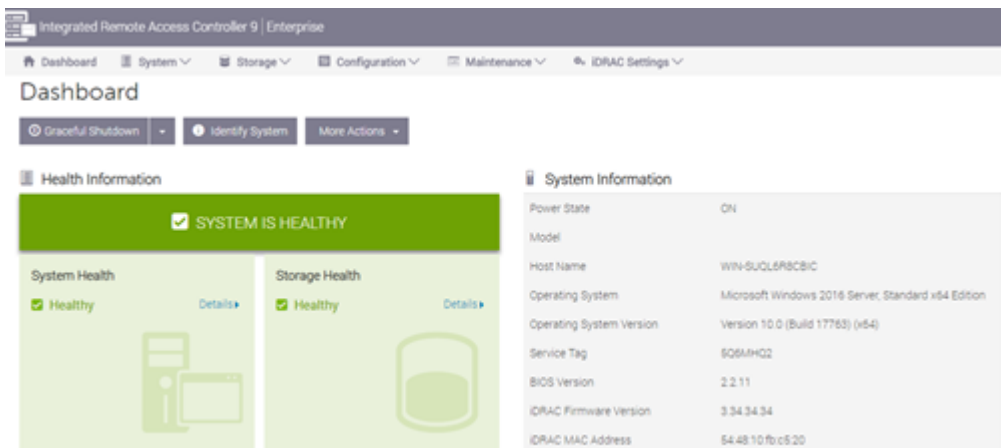 Integrated Remote Access Controller 9 | Enterprise
Dashboard System Storage Configuration Maintenance iDRAC Settings
Dashboard
Graceful Shutdown Identify System More Actions
Health Information
SYSTEM IS HEALTHY
System Health
Healthy Details
Storage Health
Healthy Details
System Information
Power State ON
Model
Host Name WIN-SUQL6R8CBIC
Operating System Microsoft Windows 2016 Server, Standard x64 Edition
Operating System Version Version 10.0 (Build 17763) (x64)
Service Tag 5Q6MHQ2
BIOS Version 2.2.11
iDRAC Firmware Version 3.34.34.34
iDRAC MAC Address 54:48:10:fb:c5:20